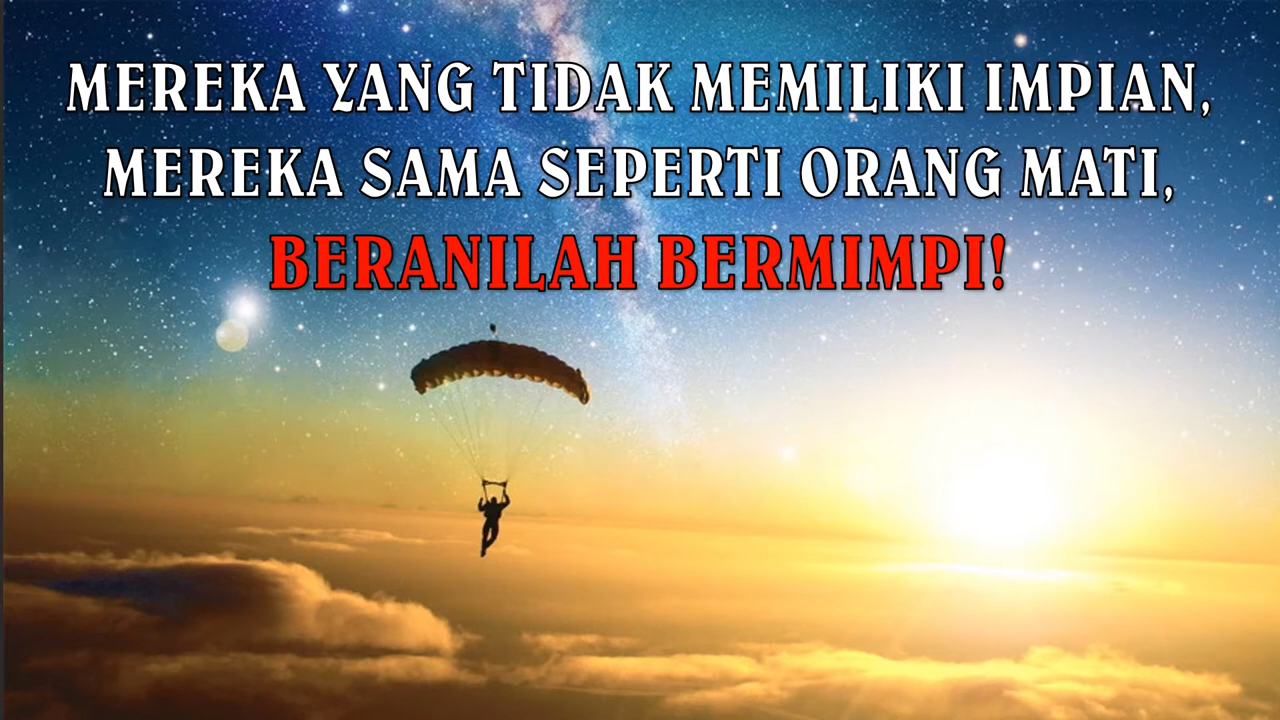 MEREKA YANG TIDAK MEMILIKI IMPIAN,
MEREKA SAMA SEPERTI ORANG MATI,
BERANILAH BERMIMPI!